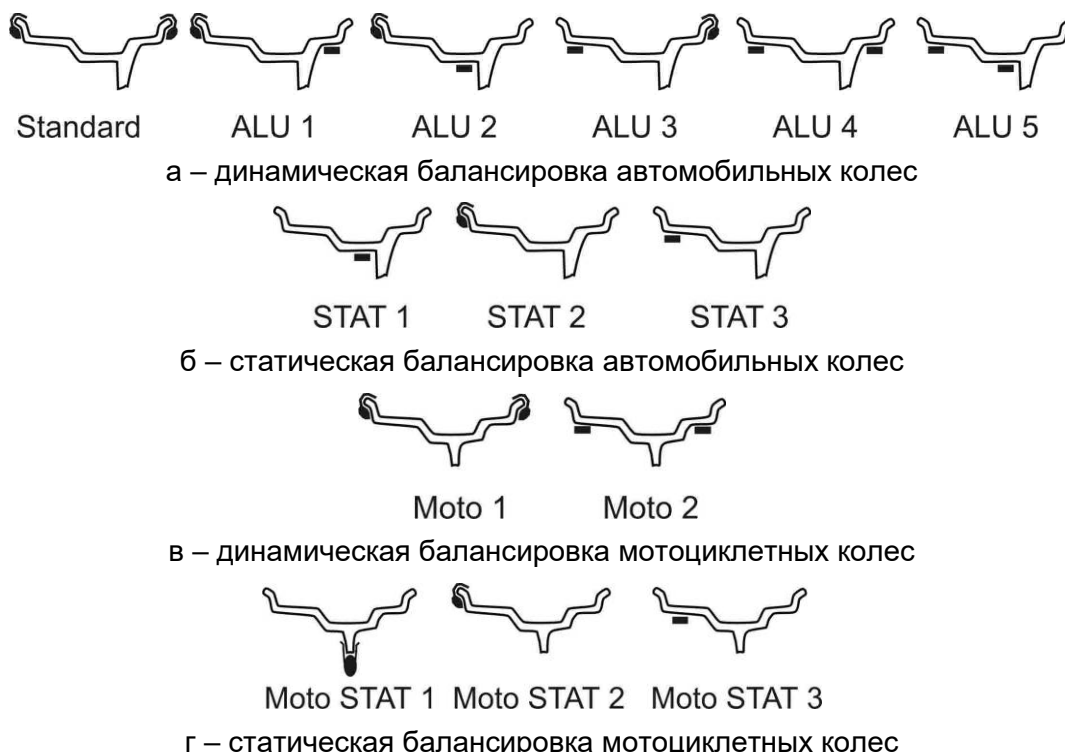 Standard ALU 1 ALU 2 ALU 3 ALU 4 ALU 5
а – динамическая балансировка автомобильных колес
STAT 1 STAT 2 STAT 3
б – статическая балансировка автомобильных колес
Moto 1 Moto 2
в – динамическая балансировка мотоциклетных колес
Moto STAT 1 Moto STAT 2 Moto STAT 3
г – статическая балансировка мотоциклетных колес